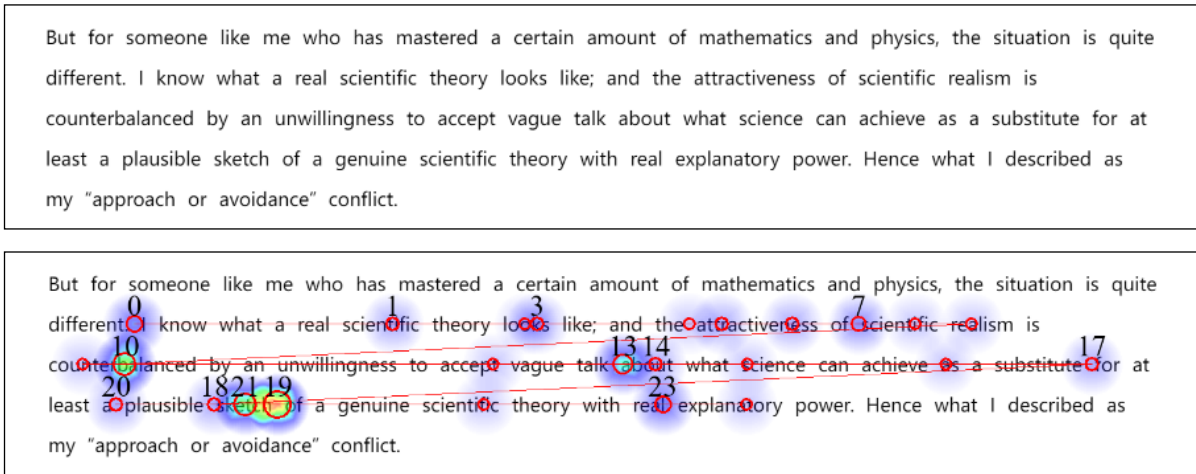 But for someone like me who has mastered a certain amount of mathematics and physics, the situation is quite
different. I know what a real scientific theory looks like; and the attractiveness of scientific realism is
counterbalanced by an unwillingness to accept vague talk about what science can achieve as a substitute for at
least a plausible sketch of a genuine scientific theory with real explanatory power. Hence what I described as
my “approach or avoidance” conflict.
But for someone like me who has mastered a certain amount of mathematics and physics, the situation is quite
0 1 3 7
different. I know what a real scientific theory looks like; and the attractiveness of scientific realism is
10 13 14 17
counterbalanced by an unwillingness to accept vague talk about what science can achieve as a substitute for at
20 18 21 19 23
least a plausible sketch of a genuine scientific theory with real explanatory power. Hence what I described as
my “approach or avoidance” conflict.